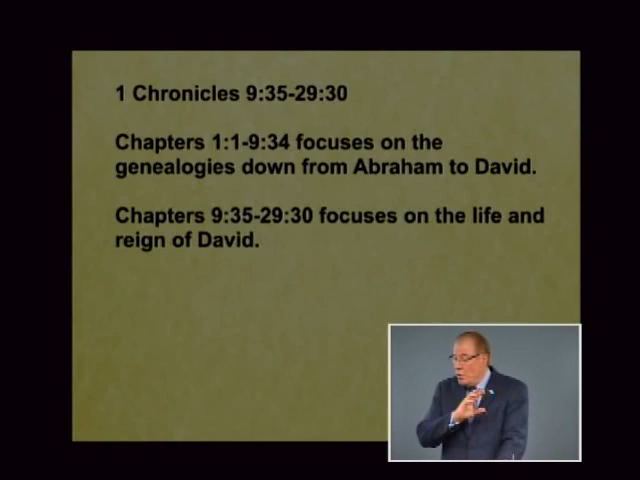 1 Chronicles 9:35-29:30
Chapters 1:1-9:34 focuses on the
genealogies down from Abraham to David.
Chapters 9:35-29:30 focuses on the life and
reign of David.